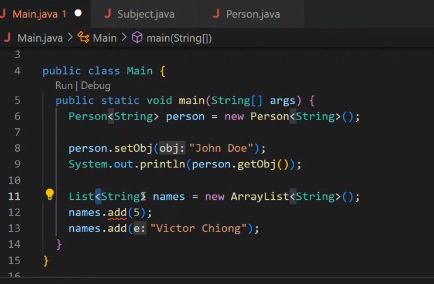 Main.java 1
Subject.java
Person.java
Main.java > Main > main(String[])
3
4 public class Main {
Run | Debug
5 public static void main(String[] args) {
6 Person<String> person = new Person<String>();
7
8 person.setObj(obj: "John Doe");
9 System.out.println(person.getObj());
10
11 List<String> names = new ArrayList<String>();
12 names.add(5);
13 names.add(e: "Victor Chiong");
14 }
15 }
16